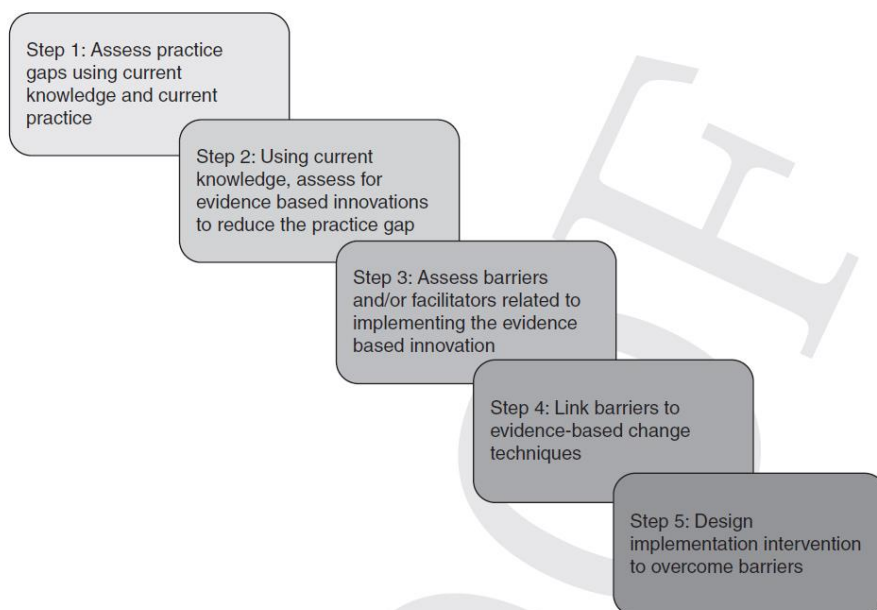 Step 1: Assess practice
gaps using current
knowledge and current
practice
Step 2: Using current
knowledge, assess for
evidence based innovations
to reduce the practice gap
Step 3: Assess barriers
and/or facilitators related to
implementing the evidence
based innovation
Step 4: Link barriers to
evidence-based change
techniques
Step 5: Design
implementation intervention
to overcome barriers